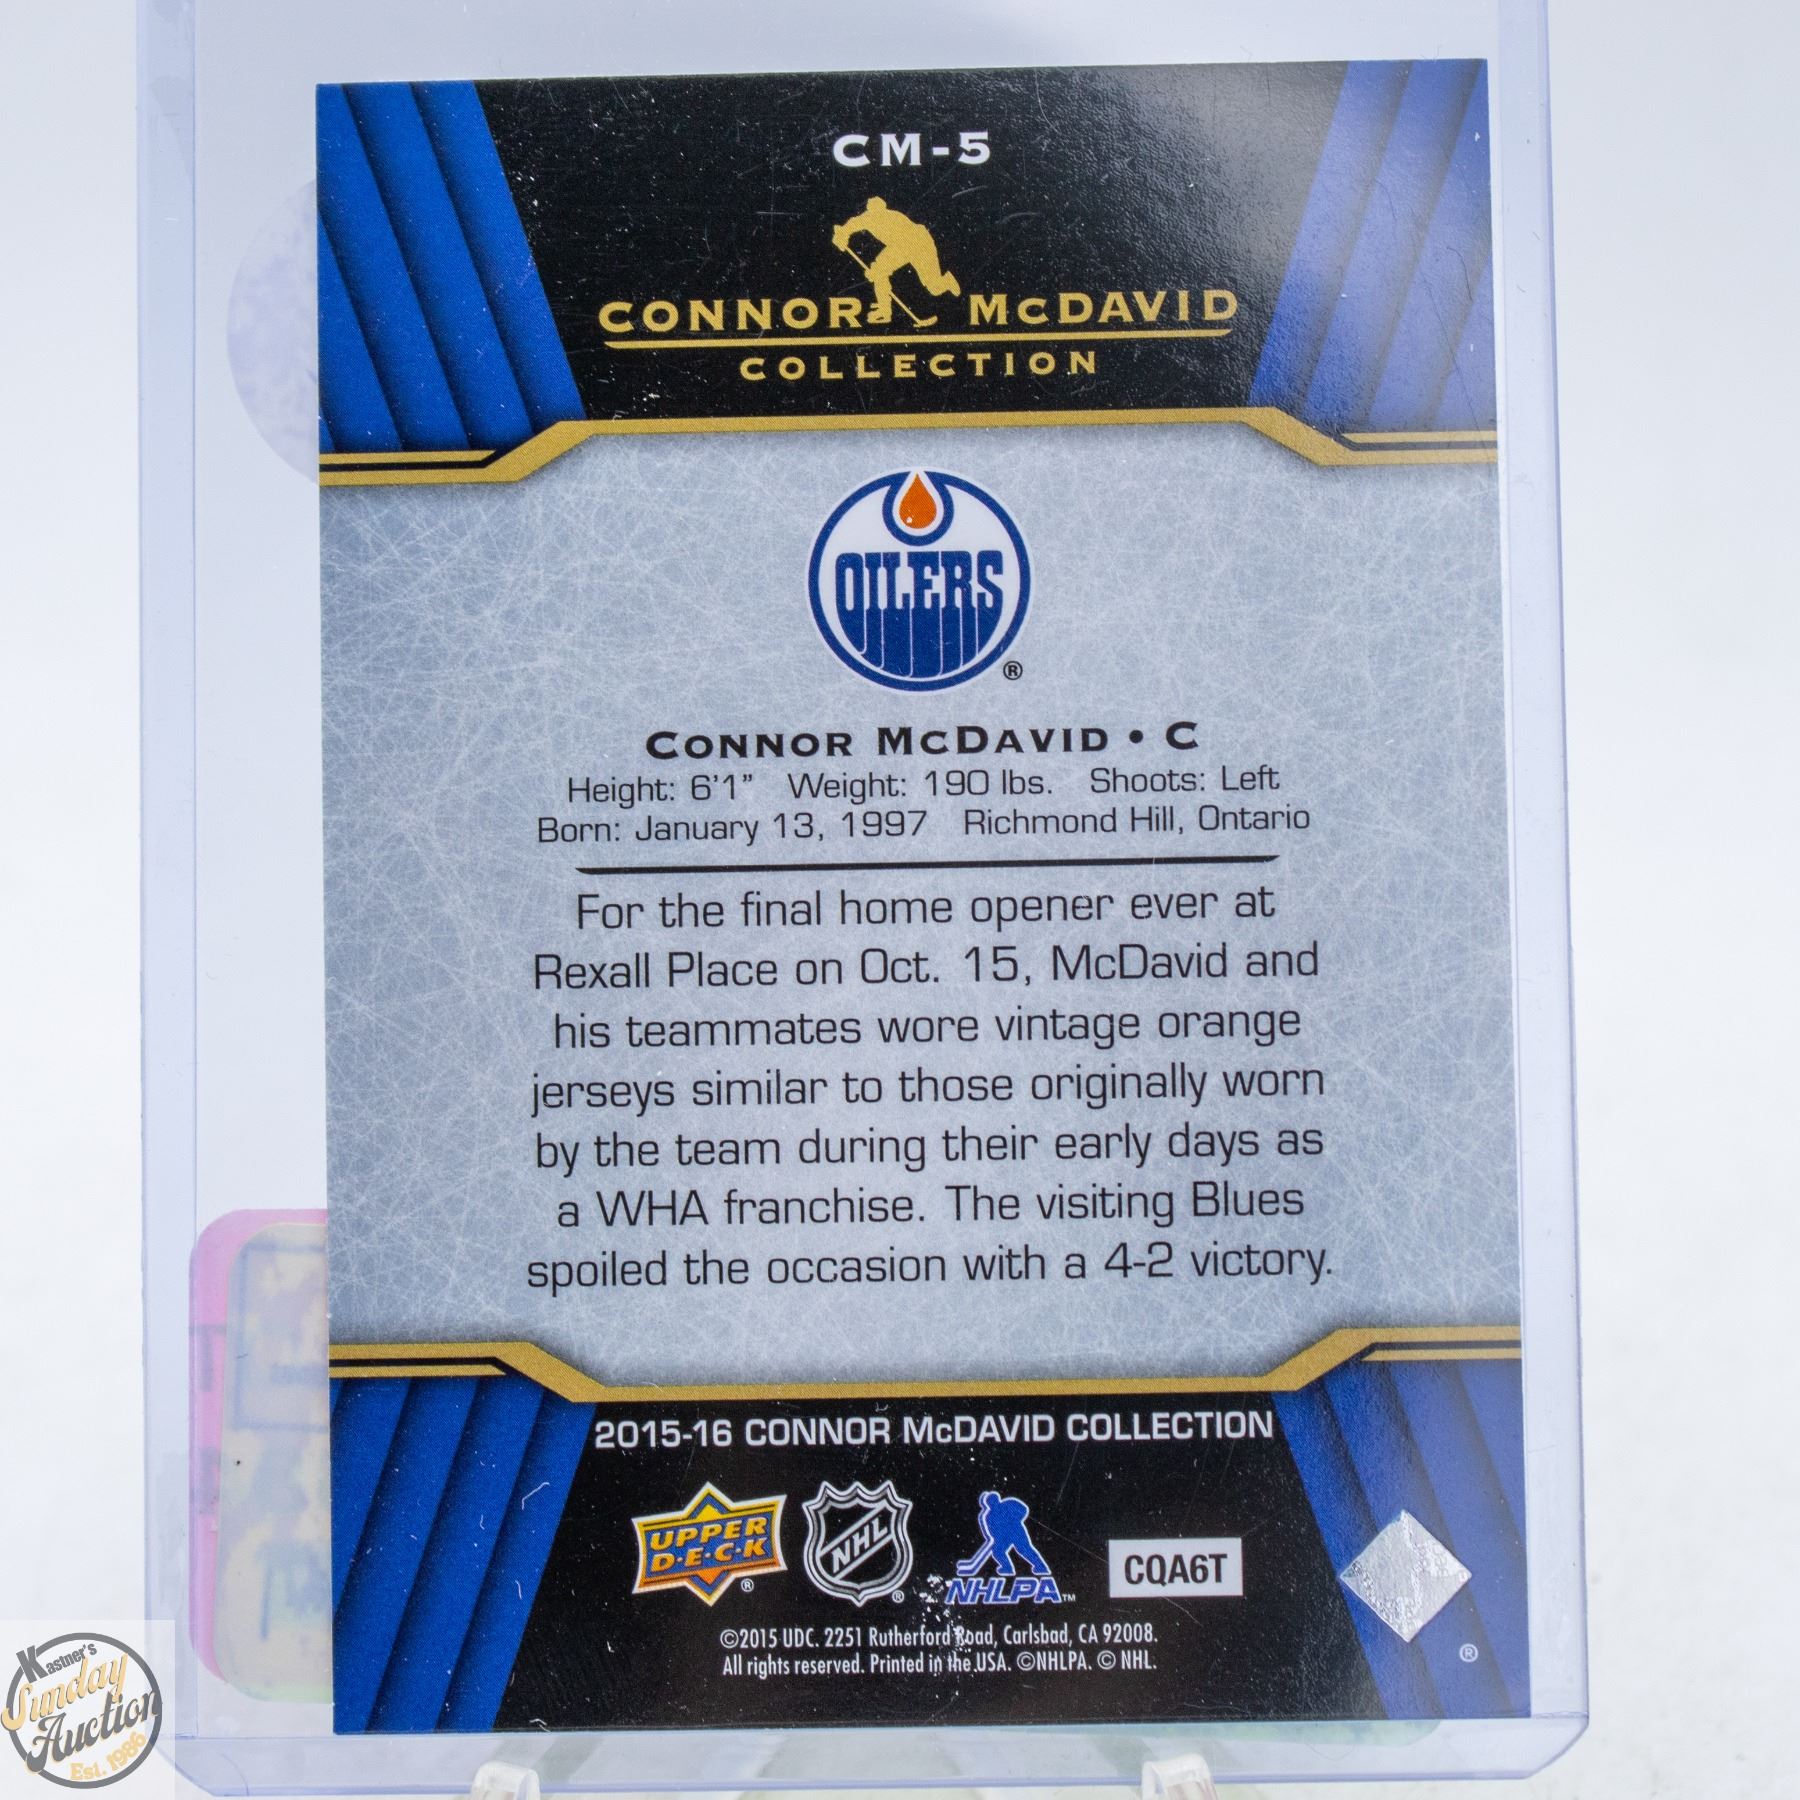 CM-5
CONNOR McDAVID
COLLECTION
OILERS
®
CONNOR McDAVID • C
Height: 6'1" Weight: 190 lbs. Shoots: Left
Born: January 13, 1997 Richmond Hill, Ontario
For the final home opener ever at
Rexall Place on Oct. 15, McDavid and
his teammates wore vintage orange
jerseys similar to those originally worn
by the team during their early days as
a WHA franchise. The visiting Blues
spoiled the occasion with a 4-2 victory.
2015-16 CONNOR McDAVID COLLECTION
UPPER
D·E·C·K
®
NHL
®
NHLPA™
CQA6T
©2015 UDC. 2251 Rutherford Road, Carlsbad, CA 92008.
All rights reserved. Printed in the USA. ©NHLPA. © NHL.
®
Kastner's
Sunday
Auction
Est. 1986